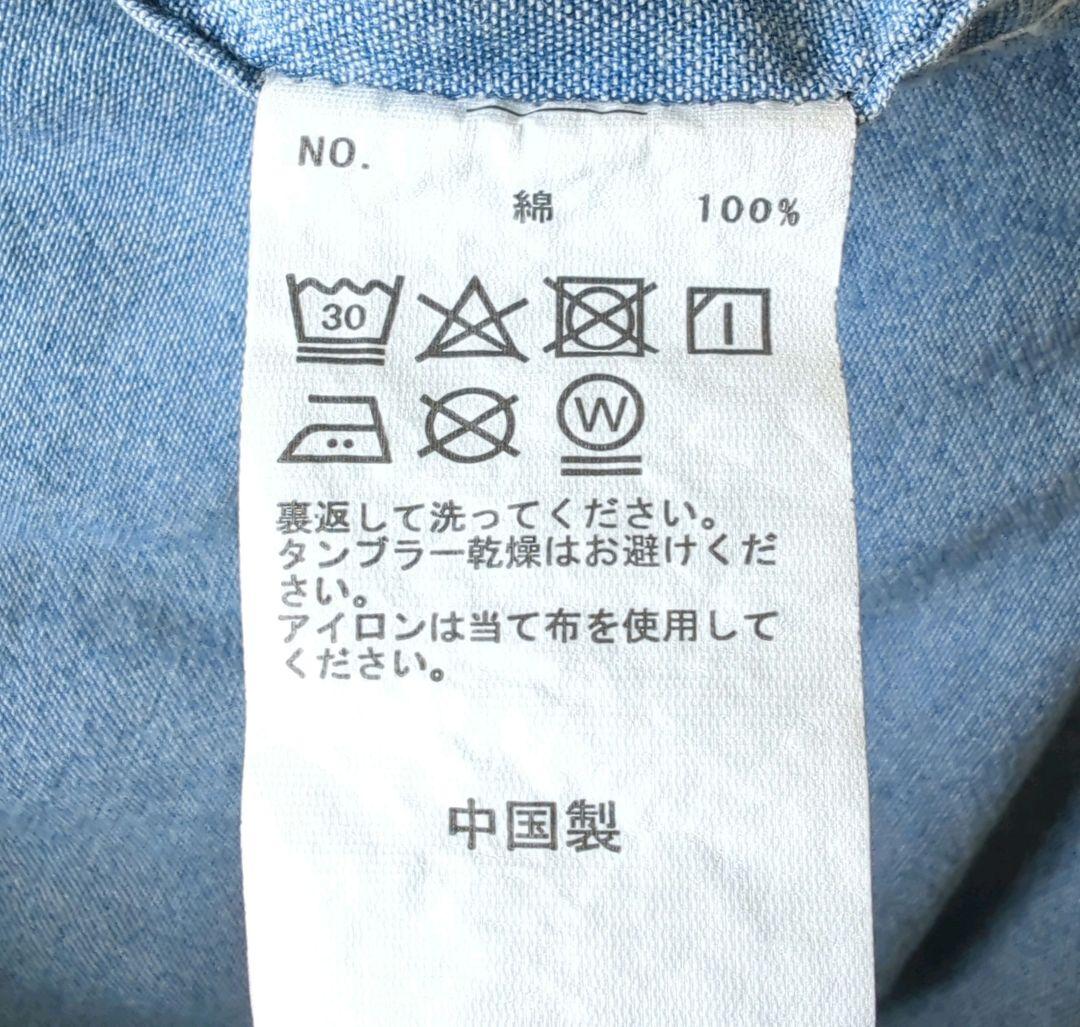 NO.
綿 100%
30
W
裏返して洗ってください。
タンブラー乾燥はお避けくだ
さい。
アイロンは当て布を使用して
ください。
中国製